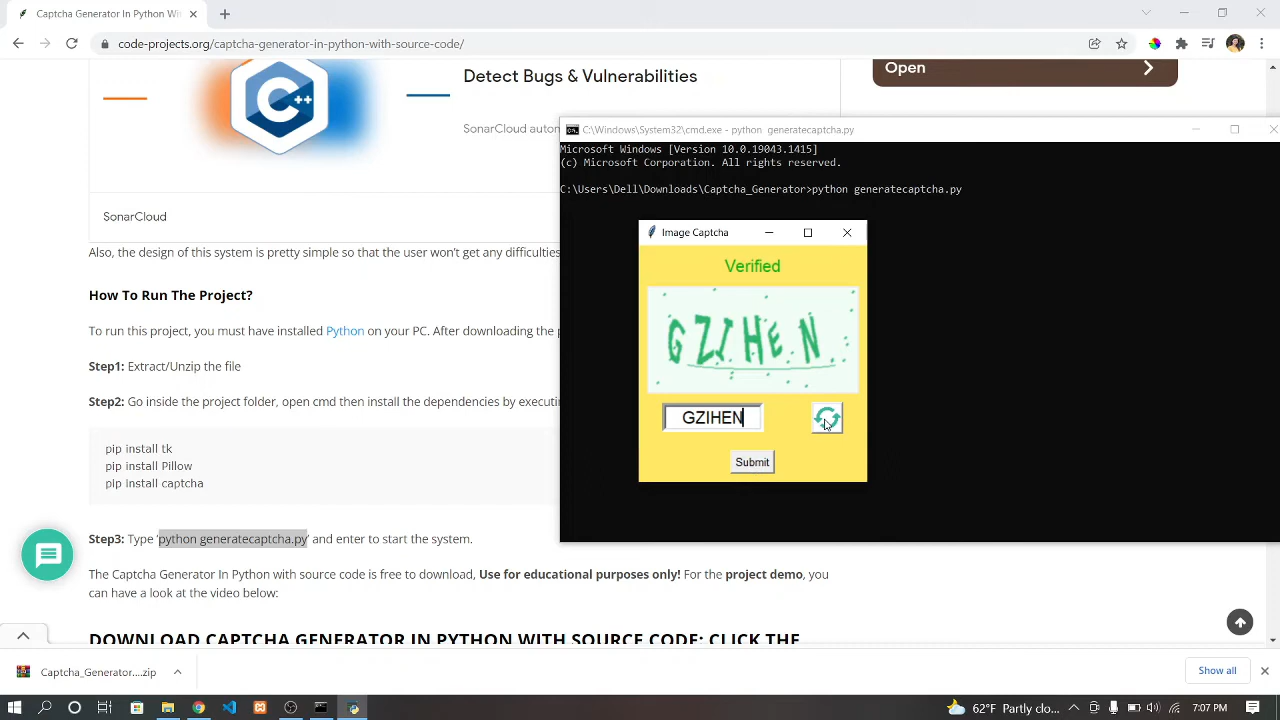 Captcha Generator In Python With
code-projects.org/captcha-generator-in-python-with-source-code/
C++
Detect Bugs & Vulnerabilities
Open
SonarCloud autom
SonarCloud
Also, the design of this system is pretty simple so that the user won't get any difficulties
How To Run The Project?
To run this project, you must have installed Python on your PC. After downloading the p
Step1: Extract/Unzip the file
Step2: Go inside the project folder, open cmd then install the dependencies by executin
pip install tk
pip install Pillow
pip install captcha
Step3: Type 'python generatecaptcha.py' and enter to start the system.
The Captcha Generator In Python with source code is free to download, Use for educational purposes only! For the project demo, you
can have a look at the video below:
DOWNLOAD CAPTCHA GENERATOR IN PYTHON WITH SOURCE CODE: CLICK THE
C:\Windows\System32\cmd.exe - python generatecaptcha.py
Microsoft Windows [Version 10.0.19043.1415]
(c) Microsoft Corporation. All rights reserved.
C:\Users\Dell\Downloads\Captcha_Generator>python generatecaptcha.py
Image Captcha
Verified
GZIHEN
GZIHEN
Submit
Captcha_Generator....zip
Show all
62°F Partly clo...
7:07 PM